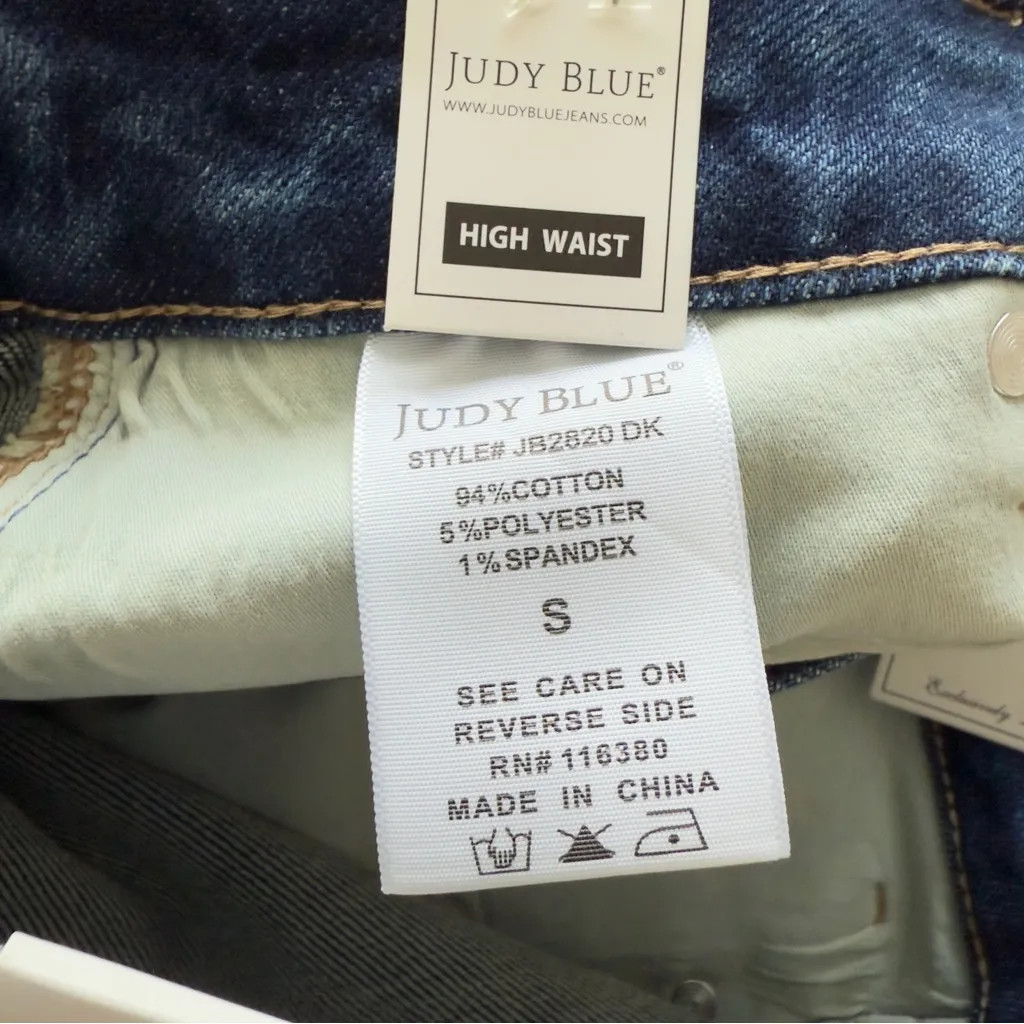 JUDY BLUE®
WWW.JUDYBLUEJEANS.COM
HIGH WAIST
JUDY BLUE®
STYLE# JB2820 DK
94%COTTON
5%POLYESTER
1%SPANDEX
S
SEE CARE ON
REVERSE SIDE
RN# 116380
MADE IN CHINA
Exclusively